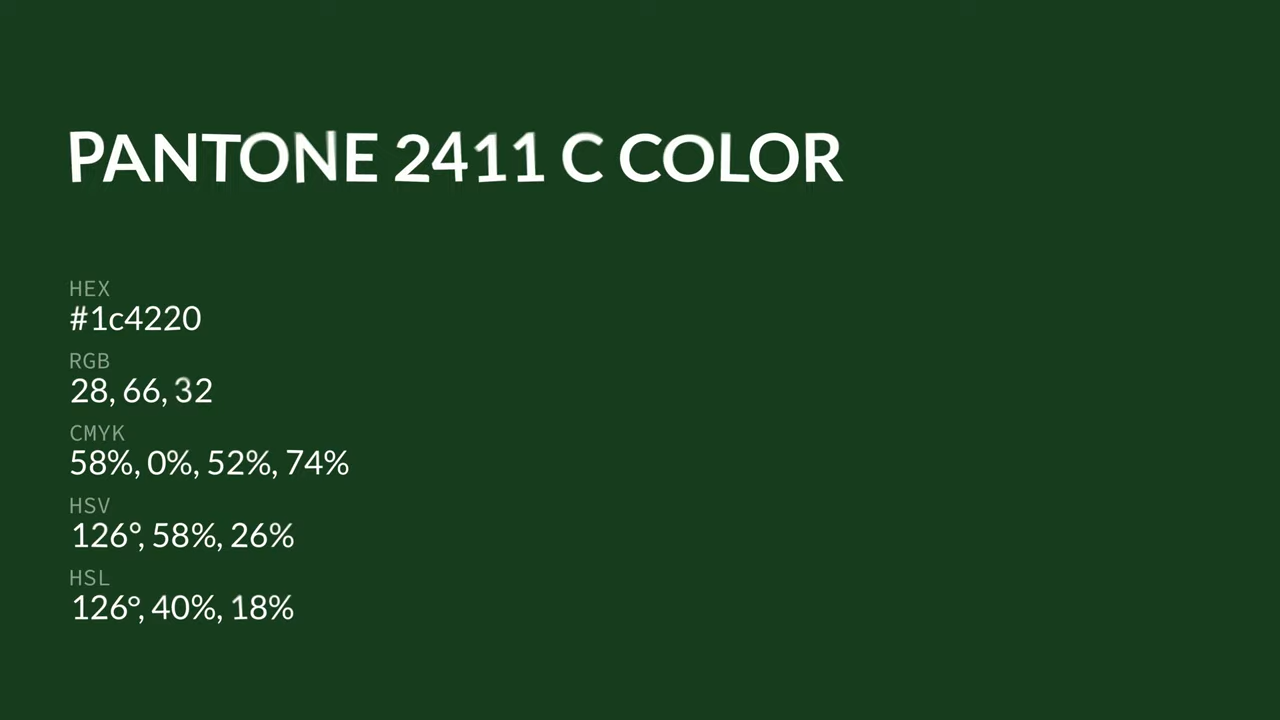 PANTONE 2411 C COLOR
HEX
#1c4220
RGB
28, 66, 32
CMYK
58%, 0%, 52%, 74%
HSV
126°, 58%, 26%
HSL
126°, 40%, 18%